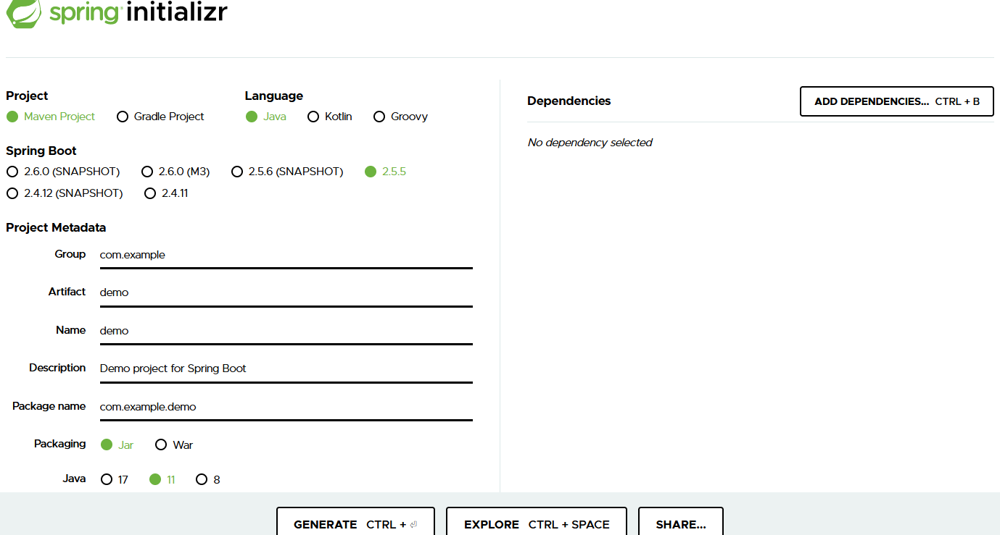 spring initializr
Project
Maven Project Gradle Project
Language
Java Kotlin Groovy
Spring Boot
2.6.0 (SNAPSHOT) 2.6.0 (M3) 2.5.6 (SNAPSHOT) 2.5.5
2.4.12 (SNAPSHOT) 2.4.11
Project Metadata
Group com.example
Artifact demo
Name demo
Description Demo project for Spring Boot
Package name com.example.demo
Packaging Jar War
Java 17 11 8
Dependencies
ADD DEPENDENCIES... CTRL + B
No dependency selected
GENERATE CTRL + ⏎
EXPLORE CTRL + SPACE
SHARE...